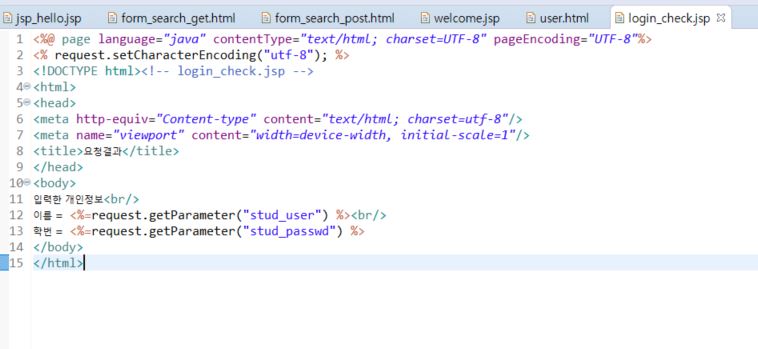 jsp_hello.jsp form_search_get.html form_search_post.html welcome.jsp user.html login_check.jsp
1 <%@ page language="java" contentType="text/html; charset=UTF-8" pageEncoding="UTF-8"%>
2 <% request.setCharacterEncoding("utf-8"); %>
3 <!DOCTYPE html><!-- login_check.jsp -->
4 <html>
5 <head>
6 <meta http-equiv="Content-type" content="text/html; charset=utf-8"/>
7 <meta name="viewport" content="width=device-width, initial-scale=1"/>
8 <title>요청결과</title>
9 </head>
10 <body>
11 입력한 개인정보<br/>
12 이름 = <%=request.getParameter("stud_user") %><br/>
13 학번 = <%=request.getParameter("stud_passwd") %>
14 </body>
15 </html>